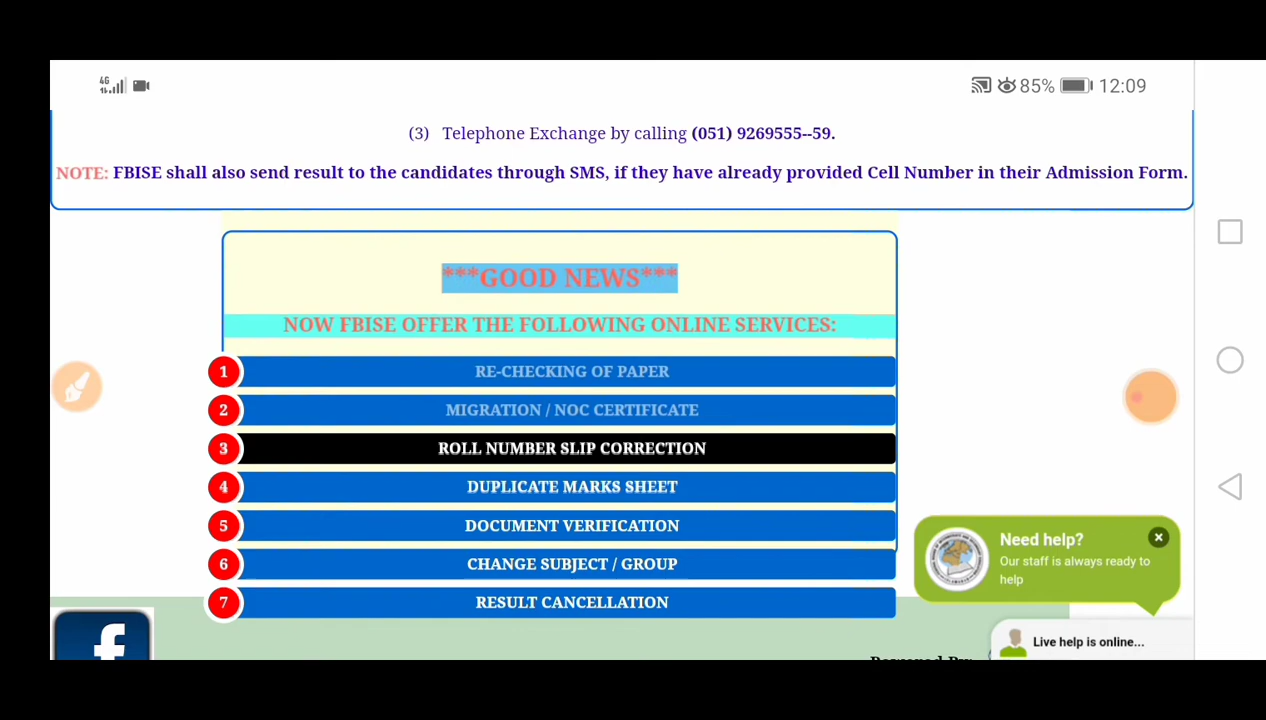 4G 85% 12:09
(3) Telephone Exchange by calling (051) 9269555--59.
NOTE: FBISE shall also send result to the candidates through SMS, if they have already provided Cell Number in their Admission Form.
***GOOD NEWS***
NOW FBISE OFFER THE FOLLOWING ONLINE SERVICES:
1 RE-CHECKING OF PAPER
2 MIGRATION / NOC CERTIFICATE
3 ROLL NUMBER SLIP CORRECTION
4 DUPLICATE MARKS SHEET
5 DOCUMENT VERIFICATION
6 CHANGE SUBJECT / GROUP
7 RESULT CANCELLATION
Need help?
Our staff is always ready to
help
Live help is online...
Powered By: